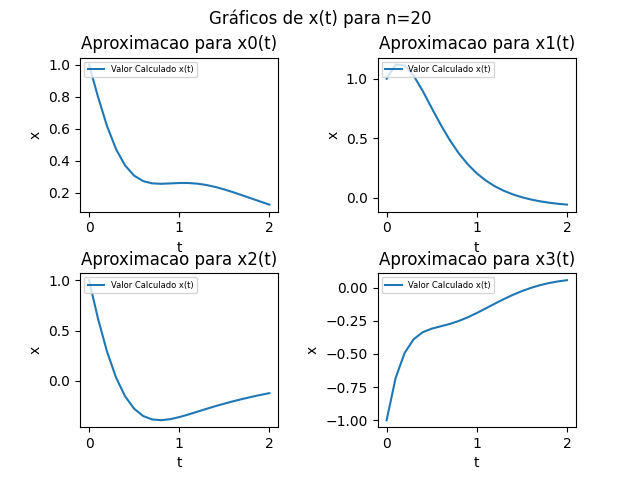 Gráficos de x(t) para n=20
Aproximacao para x0(t)
Valor Calculado x(t)
1.0
0.8
0.6
0.4
0.2
x
0 1 2
t
Aproximacao para x1(t)
Valor Calculado x(t)
1.0
0.5
0.0
x
0 1 2
t
Aproximacao para x2(t)
Valor Calculado x(t)
1.0
0.5
0.0
x
0 1 2
t
Aproximacao para x3(t)
Valor Calculado x(t)
0.00
−0.25
−0.50
−0.75
−1.00
x
0 1 2
t